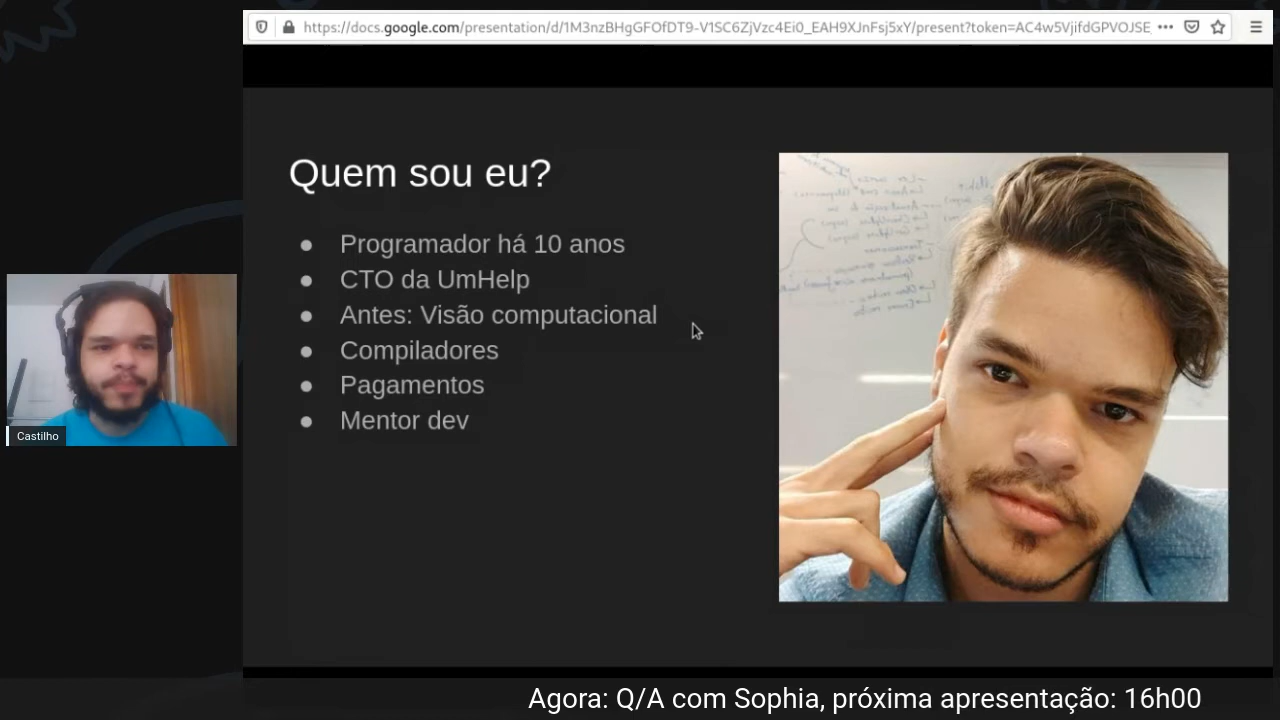 https://docs.google.com/presentation/d/1M3nzBHgGFOfDT9-V1SC6ZjVzc4Ei0_EAH9XJnFsj5xY/present?token=AC4w5VjifdGPVOJSE
Quem sou eu?
● Programador há 10 anos
● CTO da UmHelp
● Antes: Visão computacional
● Compiladores
● Pagamentos
● Mentor dev
Castilho
Agora: Q/A com Sophia, próxima apresentação: 16h00